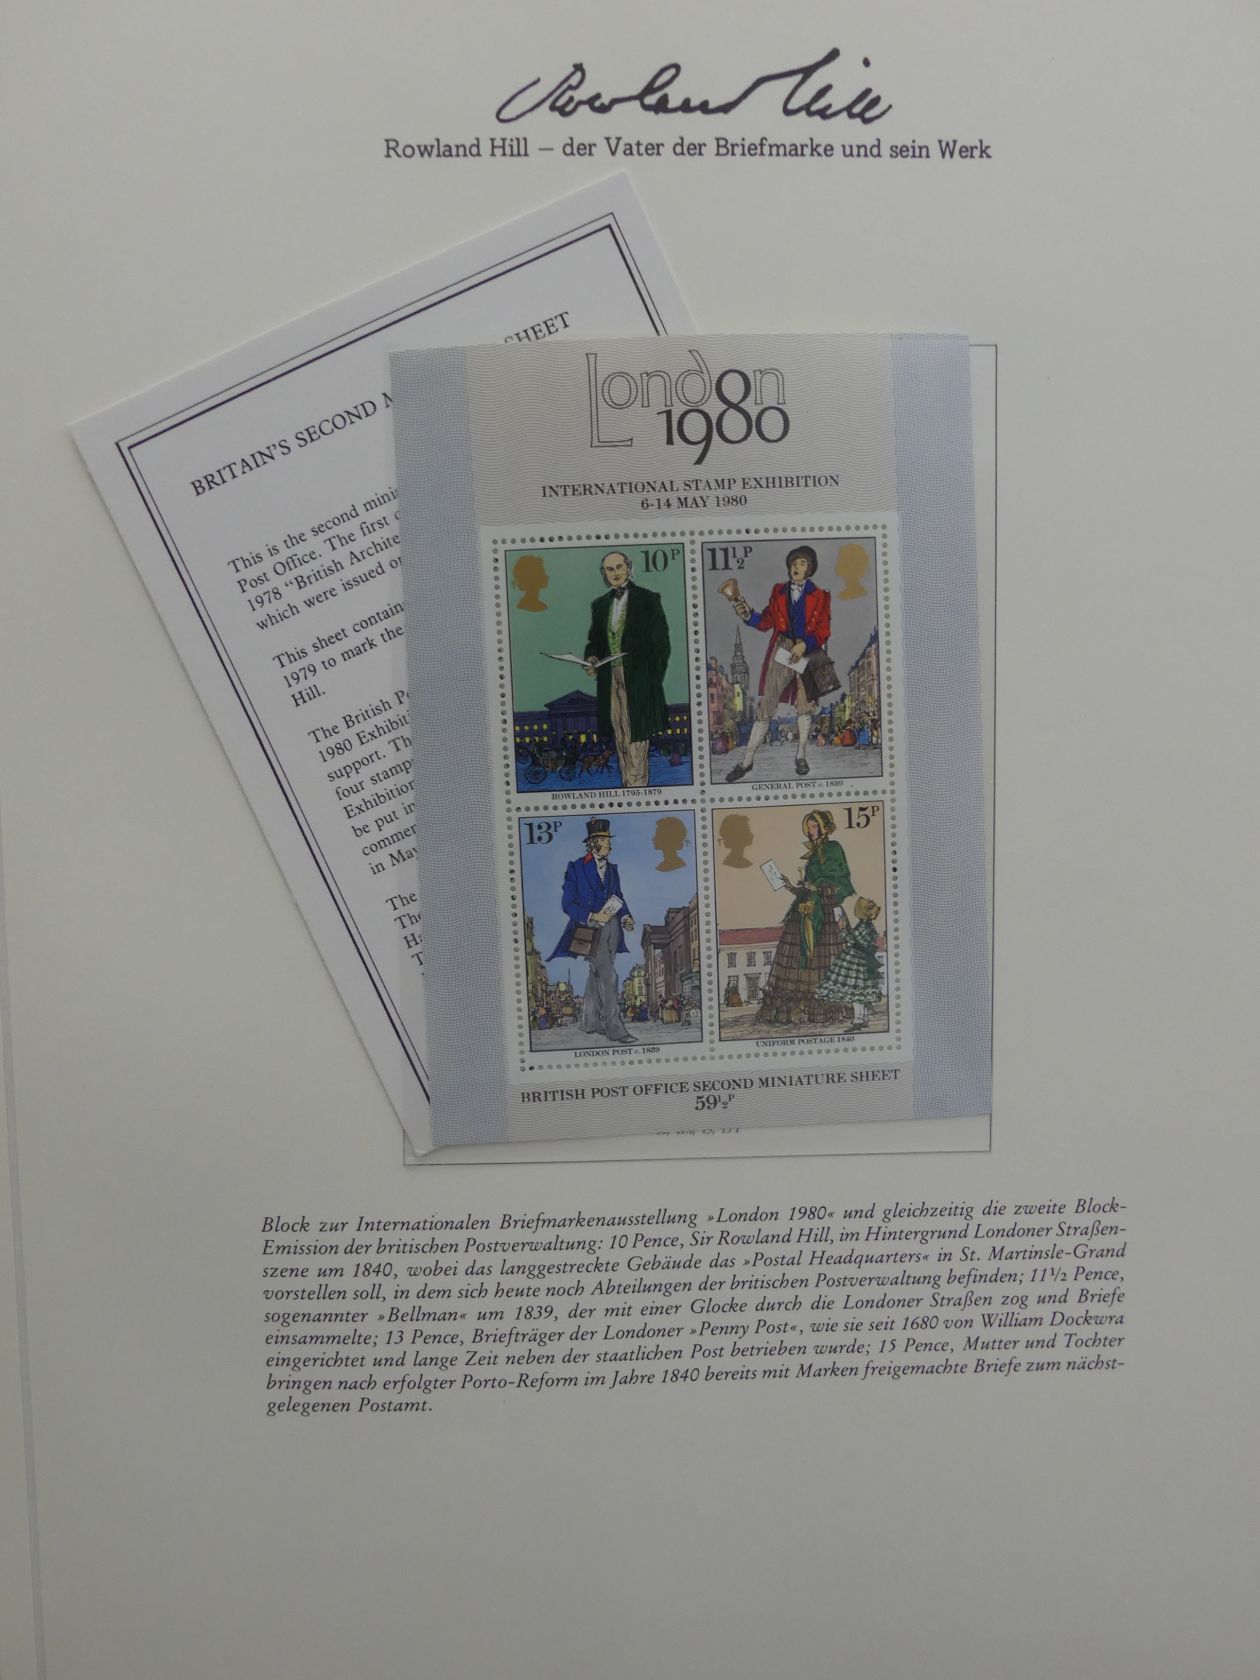 Rowland Hill
Rowland Hill – der Vater der Briefmarke und sein Werk
BRITAIN'S SECOND M SHEET
This is the second mini
Post Office. The first
1978 "British Archite
which were issued
This sheet contain
1979 to mark the
Hill.
The British P
1980 Exhibiti
support. Th
four stamp
Exhibition
be put in
commem
in May
The
The
London
1980
INTERNATIONAL STAMP EXHIBITION
6-14 MAY 1980
10P
ROWLAND HILL 1795-1879
11½P
GENERAL POST c.1839
13P
LONDON POST c.1839
15P
UNIFORM POSTAGE 1840
BRITISH POST OFFICE SECOND MINIATURE SHEET
59½P
Block zur Internationalen Briefmarkenausstellung »London 1980« und gleichzeitig die zweite Block-
Emission der britischen Postverwaltung: 10 Pence, Sir Rowland Hill, im Hintergrund Londoner Straßen-
szene um 1840, wobei das langgestreckte Gebäude das »Postal Headquarters« in St. Martinsle-Grand
vorstellen soll, in dem sich heute noch Abteilungen der britischen Postverwaltung befinden; 11½ Pence,
sogenannter »Bellman« um 1839, der mit einer Glocke durch die Londoner Straßen zog und Briefe
einsammelte; 13 Pence, Briefträger der Londoner »Penny Post«, wie sie seit 1680 von William Dockwra
eingerichtet und lange Zeit neben der staatlichen Post betrieben wurde; 15 Pence, Mutter und Tochter
bringen nach erfolgter Porto-Reform im Jahre 1840 bereits mit Marken freigemachte Briefe zum nächst-
gelegenen Postamt.